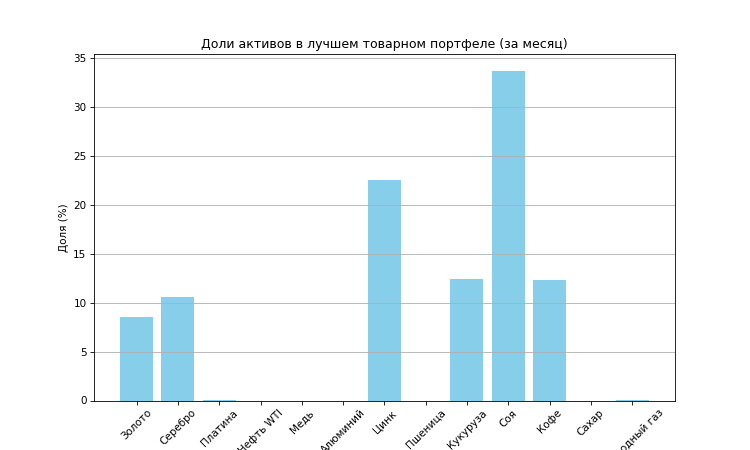 Доли активов в лучшем товарном портфеле (за месяц)
Доля (%)
35
30
25
20
15
10
5
0
Золото
Серебро
Платина
Нефть WTI
Медь
Алюминий
Цинк
Пшеница
Кукуруза
Соя
Кофе
Сахар
газ